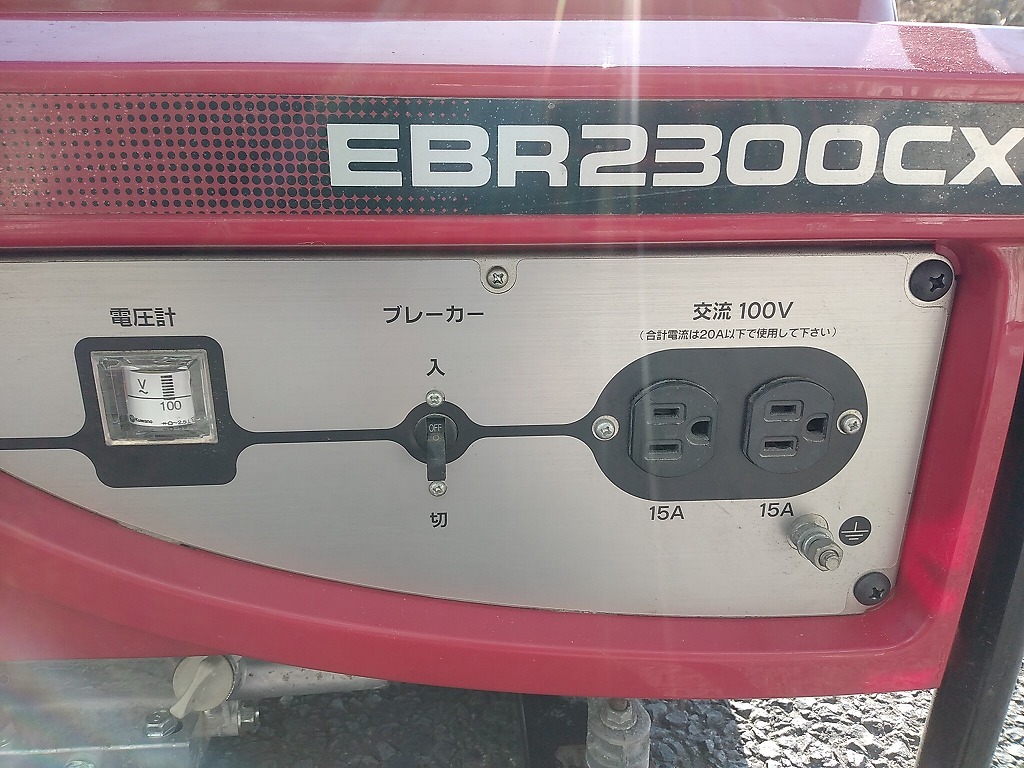 EBR2300CX
電圧計
ブレーカー
交流 100V
(合計電流は20A以下で使用して下さい)
入
V
~
100
OFF
切
15A
15A